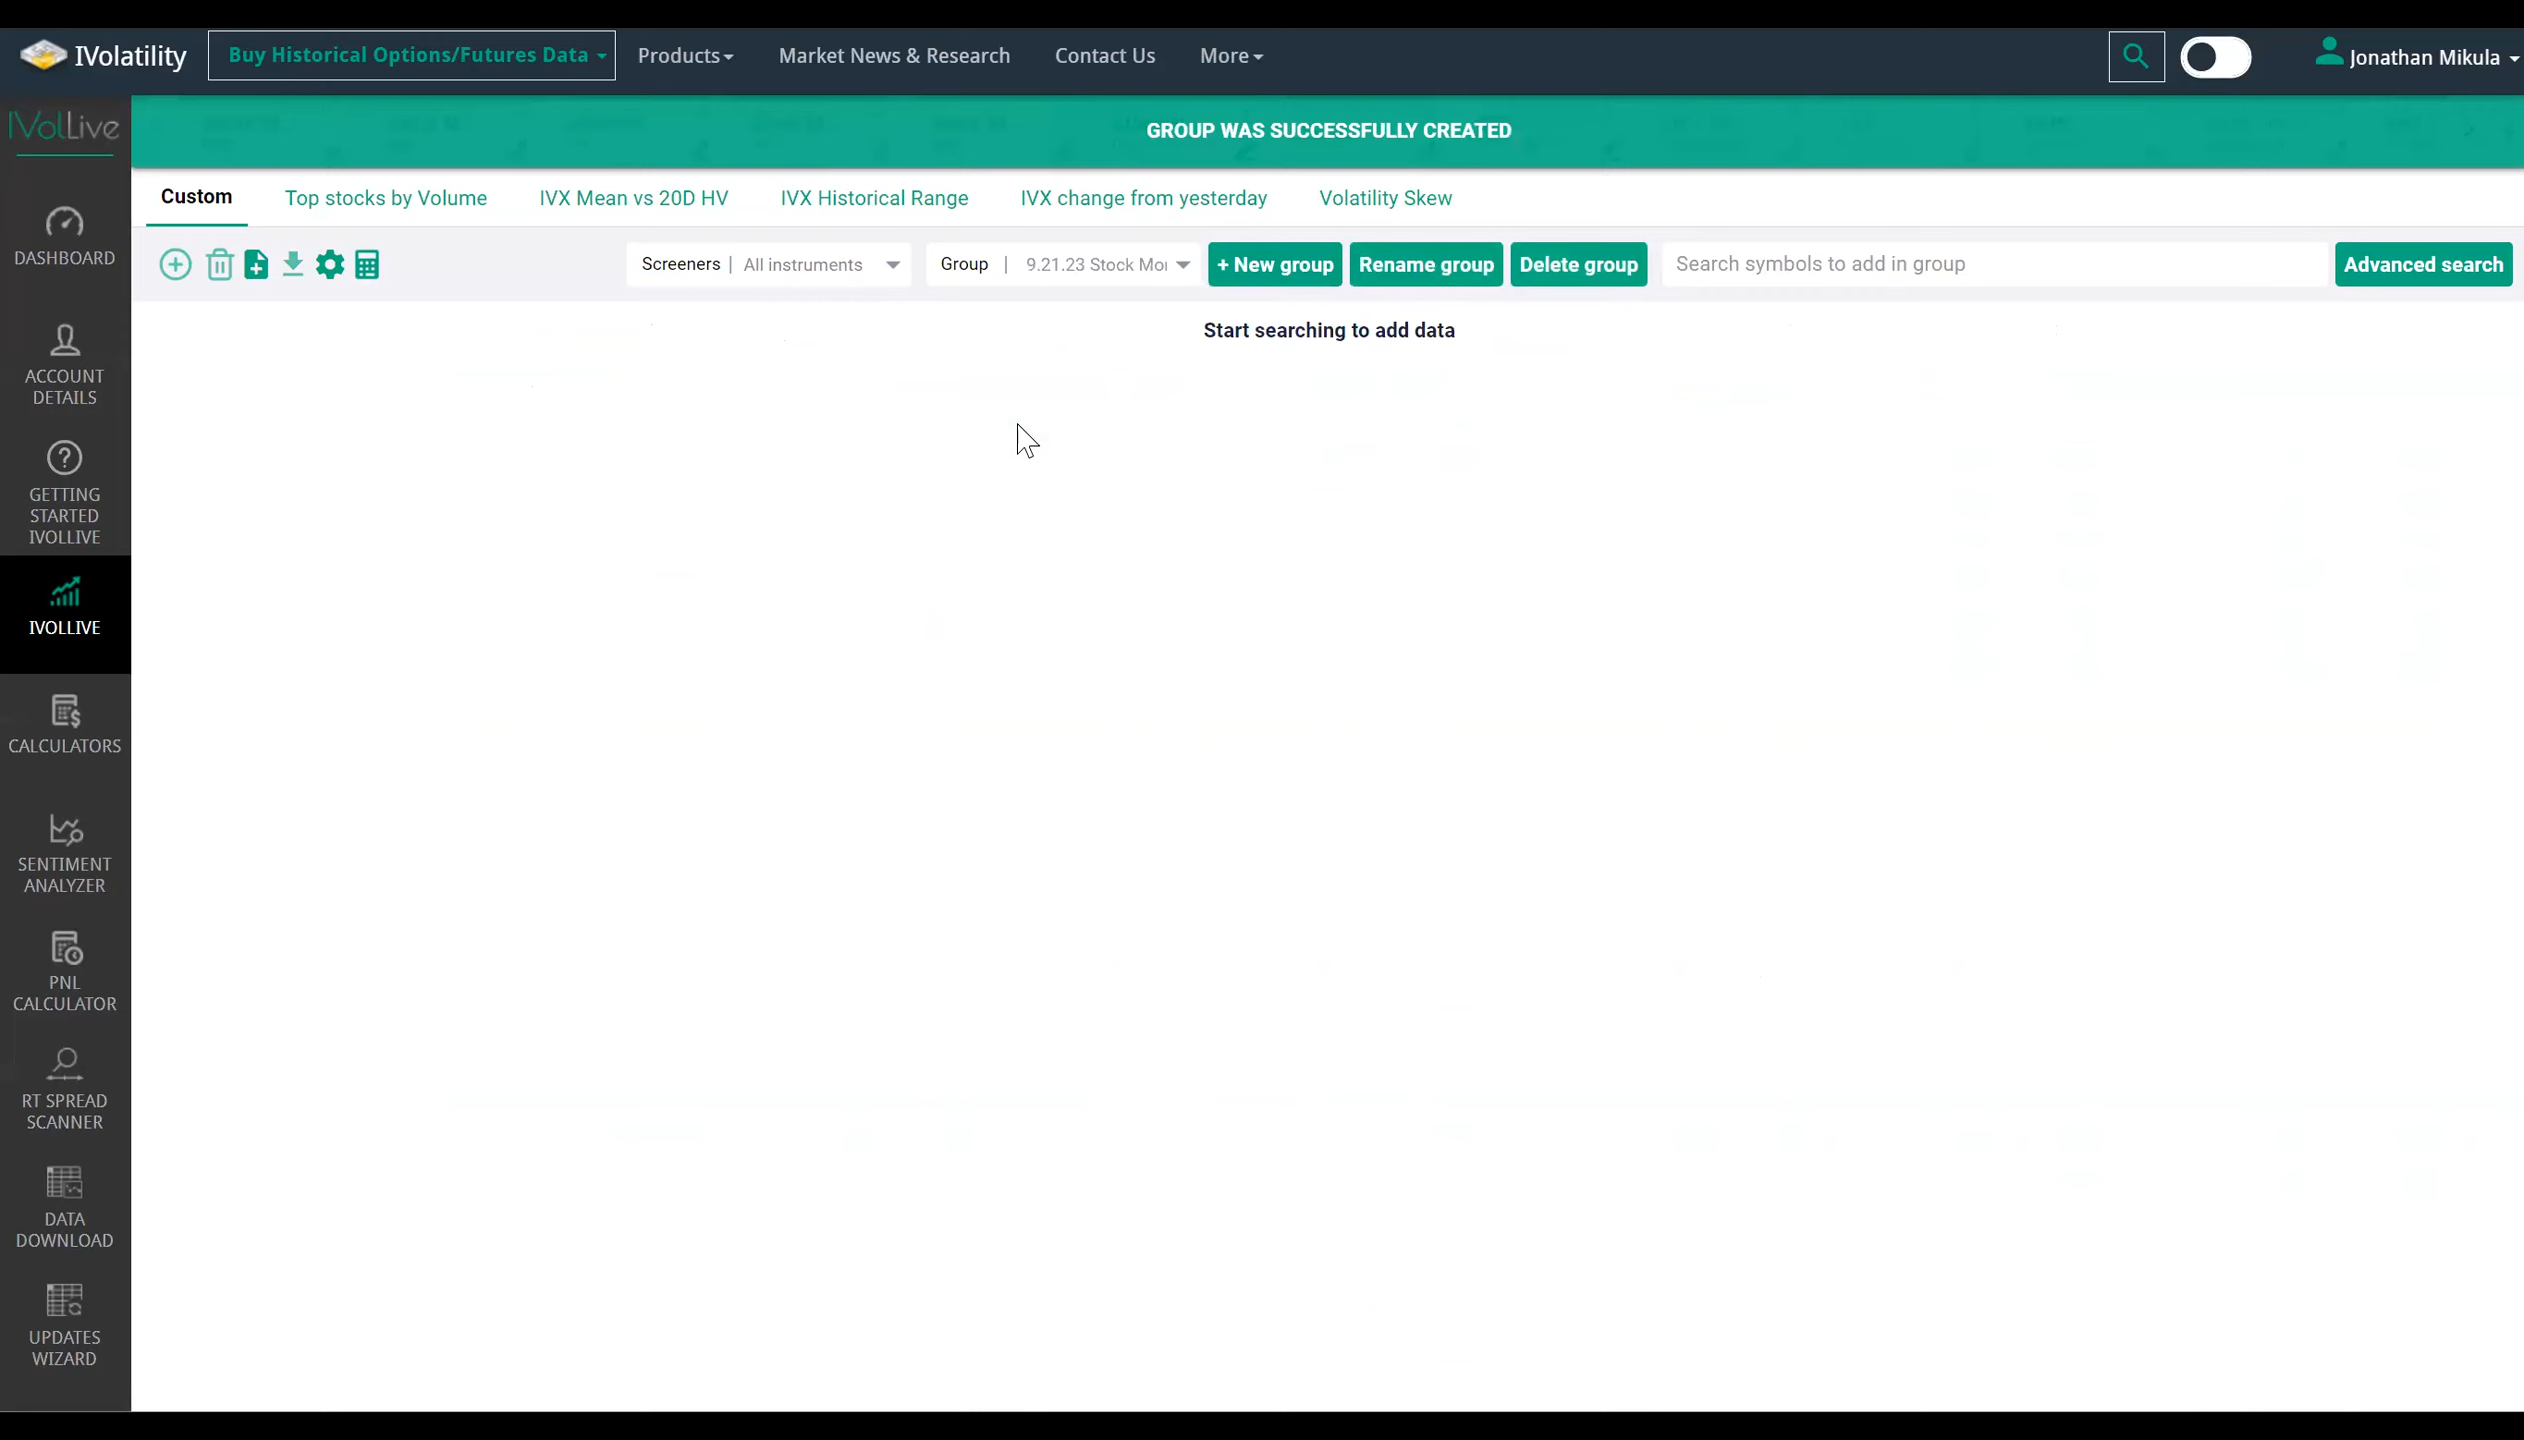 IVolatility Buy Historical Options/Futures Data Products Market News & Research Contact Us More Jonathan Mikula
IVolLive
GROUP WAS SUCCESSFULLY CREATED
Custom Top stocks by Volume IVX Mean vs 20D HV IVX Historical Range IVX change from yesterday Volatility Skew
Screeners | All instruments Group | 9.21.23 Stock Mo + New group Rename group Delete group Search symbols to add in group Advanced search
Start searching to add data
DASHBOARD
ACCOUNT
DETAILS
GETTING
STARTED
IVOLLIVE
IVOLLIVE
CALCULATORS
SENTIMENT
ANALYZER
PNL
CALCULATOR
RT SPREAD
SCANNER
DATA
DOWNLOAD
UPDATES
WIZARD